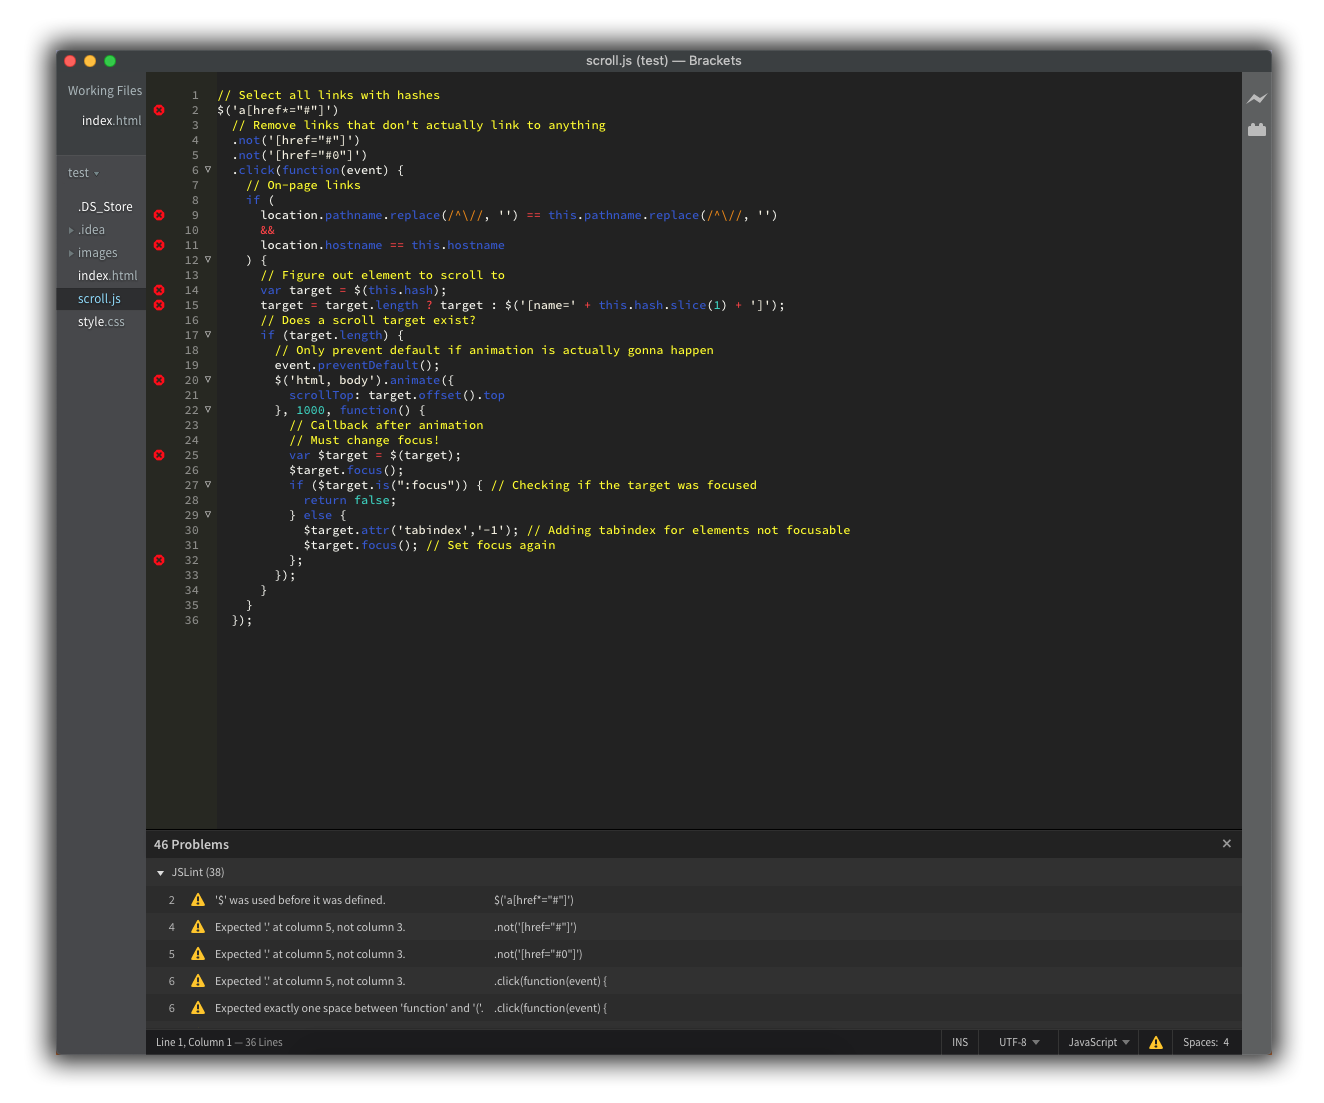 scroll.js (test) — Brackets
Working Files
index.html
test
.DS_Store
.idea
images
index.html
scroll.js
style.css
1 // Select all links with hashes
2 $('a[href*="#"]')
3 // Remove links that don't actually link to anything
4 .not('[href="#"]')
5 .not('[href="#0"]')
6 .click(function(event) {
7 // On-page links
8 if (
9 location.pathname.replace(/^\//, '') == this.pathname.replace(/^\//, '')
10 &&
11 location.hostname == this.hostname
12 ) {
13 // Figure out element to scroll to
14 var target = $(this.hash);
15 target = target.length ? target : $('[name=' + this.hash.slice(1) + ']');
16 // Does a scroll target exist?
17 if (target.length) {
18 // Only prevent default if animation is actually gonna happen
19 event.preventDefault();
20 $('html, body').animate({
21 scrollTop: target.offset().top
22 }, 1000, function() {
23 // Callback after animation
24 // Must change focus!
25 var $target = $(target);
26 $target.focus();
27 if ($target.is(":focus")) { // Checking if the target was focused
28 return false;
29 } else {
30 $target.attr('tabindex','-1'); // Adding tabindex for elements not focusable
31 $target.focus(); // Set focus again
32 };
33 });
34 }
35 }
36 });
46 Problems
JSLint (38)
2 '$' was used before it was defined. $('a[href*="#"]')
4 Expected '.' at column 5, not column 3. .not('[href="#"]')
5 Expected '.' at column 5, not column 3. .not('[href="#0"]')
6 Expected '.' at column 5, not column 3. .click(function(event) {
6 Expected exactly one space between 'function' and '('. .click(function(event) {
Line 1, Column 1 — 36 Lines
INS
UTF-8
JavaScript
Spaces: 4